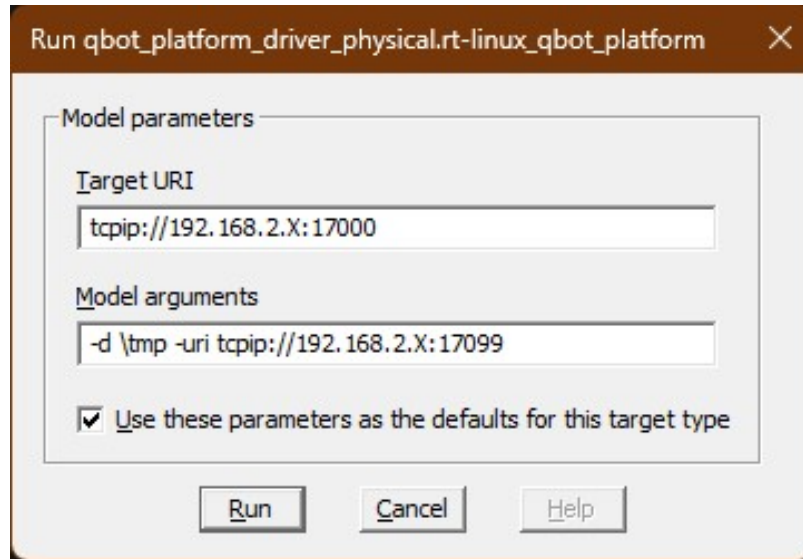 Run qbot_platform_driver_physical.rt-linux_qbot_platform
Model parameters
Target URI
tcpip://192.168.2.X:17000
Model arguments
-d \tmp -uri tcpip://192.168.2.X:17099
Use these parameters as the defaults for this target type
Run Cancel Help